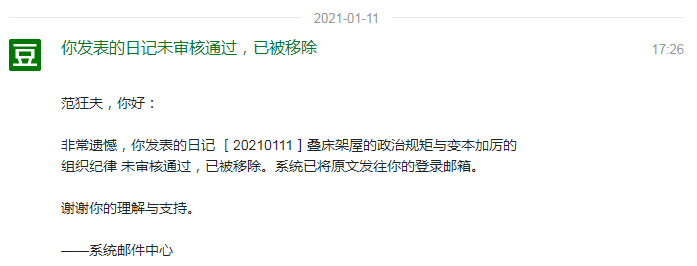 2021-01-11
豆
你发表的日记未审核通过，已被移除
17:26
范狂夫，你好：
非常遗憾，你发表的日记 [ 20210111 ] 叠床架屋的政治规矩与变本加厉的
组织纪律 未审核通过，已被移除。系统已将原文发往你的登录邮箱。
谢谢你的理解与支持。
——系统邮件中心